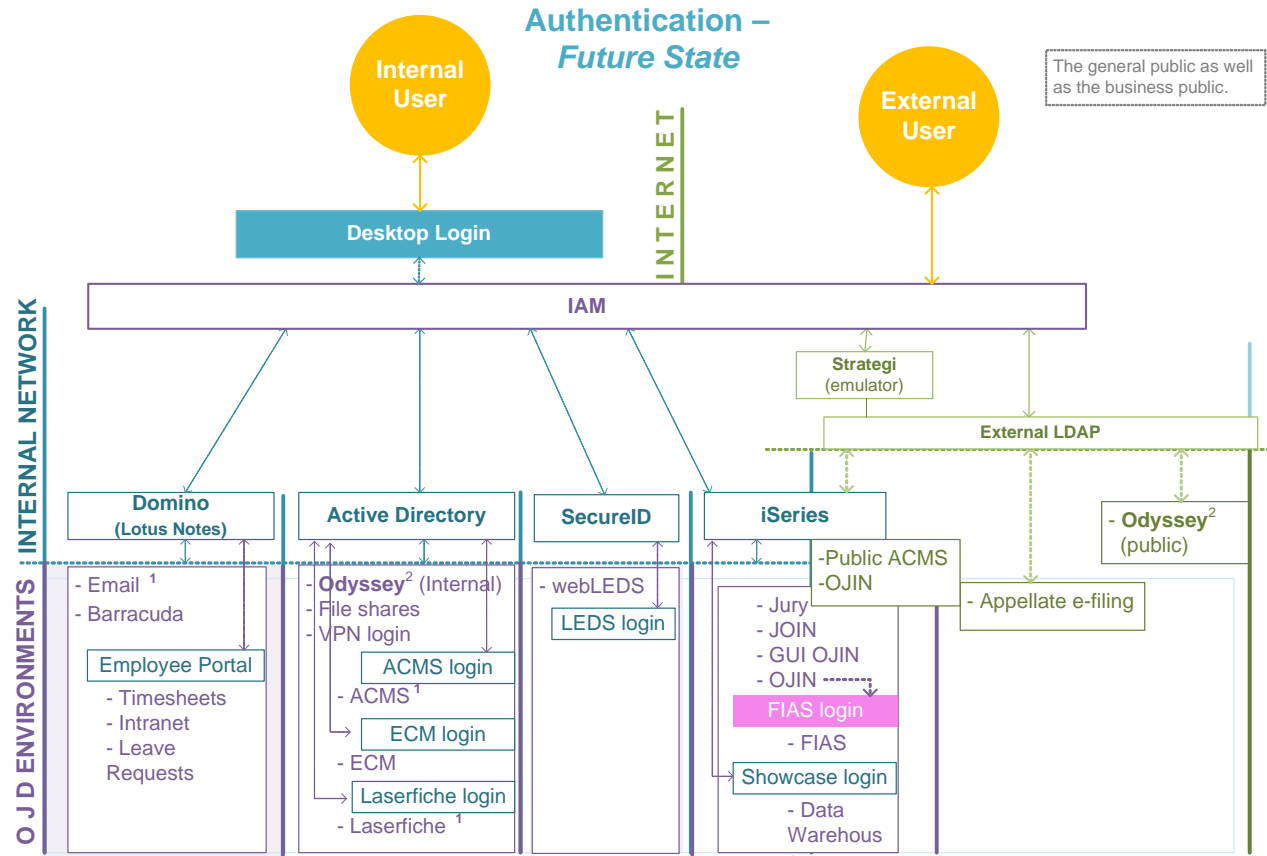 Authentication –
Future State
Internal
User
External
User
The general public as well
as the business public.
INTERNET
Desktop Login
IAM
Strategi
(emulator)
External LDAP
INTERNAL NETWORK
Domino
(Lotus Notes)
Active Directory
SecureID
iSeries
- Odyssey²
(public)
-Public ACMS
-OJIN
- Appellate e-filing
OJD ENVIRONMENTS
- Email ¹
- Barracuda
Employee Portal
- Timesheets
- Intranet
- Leave
Requests
- Odyssey² (Internal)
- File shares
- VPN login
ACMS login
- ACMS ¹
ECM login
- ECM
Laserfiche login
- Laserfiche ¹
- webLEDS
LEDS login
- Jury
- JOIN
- GUI OJIN
- OJIN
FIAS login
- FIAS
Showcase login
- Data
Warehous